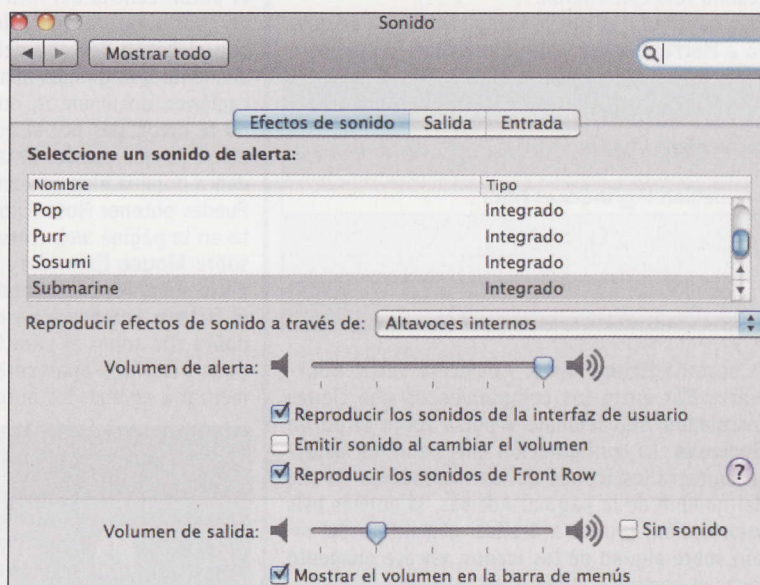 Sonido
Mostrar todo
Efectos de sonido Salida Entrada
Seleccione un sonido de alerta:
Nombre Tipo
Pop Integrado
Purr Integrado
Sosumi Integrado
Submarine Integrado
Reproducir efectos de sonido a través de: Altavoces internos
Volumen de alerta:
Reproducir los sonidos de la interfaz de usuario
Emitir sonido al cambiar el volumen
Reproducir los sonidos de Front Row
?
Volumen de salida: Sin sonido
Mostrar el volumen en la barra de menús